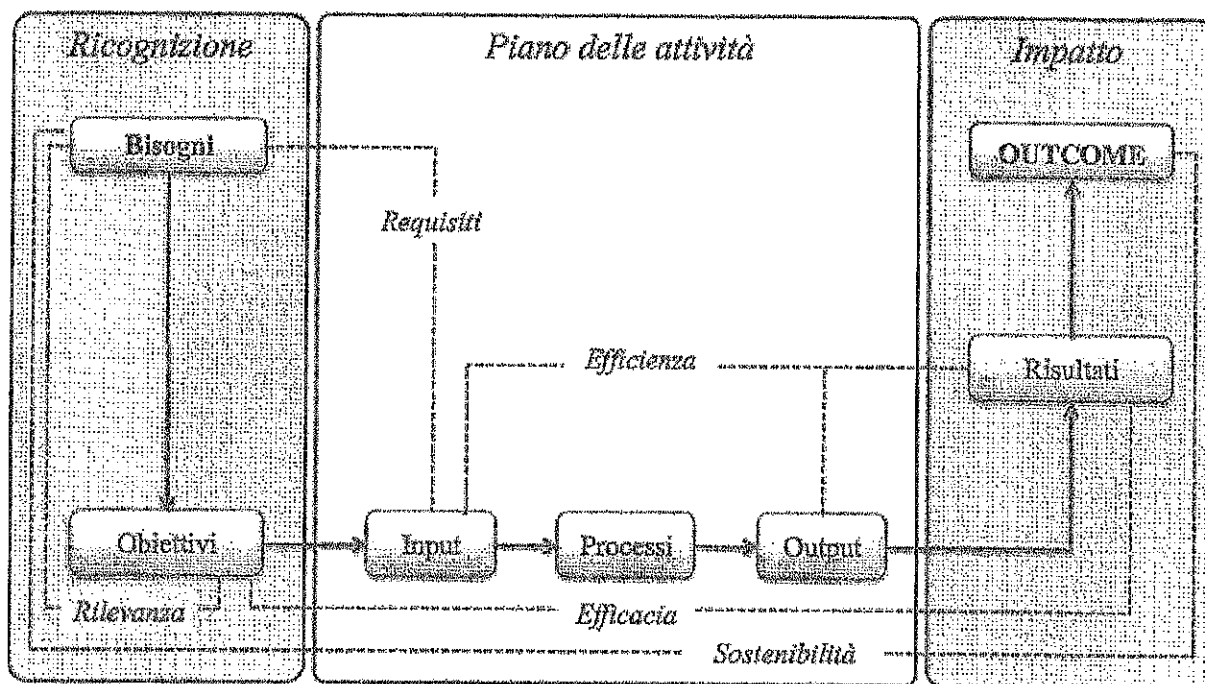 Ricognizione
Piano delle attività
Impatto
Bisogni
OUTCOME
Requisiti
Efficienza
Risultati
Obiettivi
Input
Processi
Output
Rilevanza
Efficacia
Sostenibilità